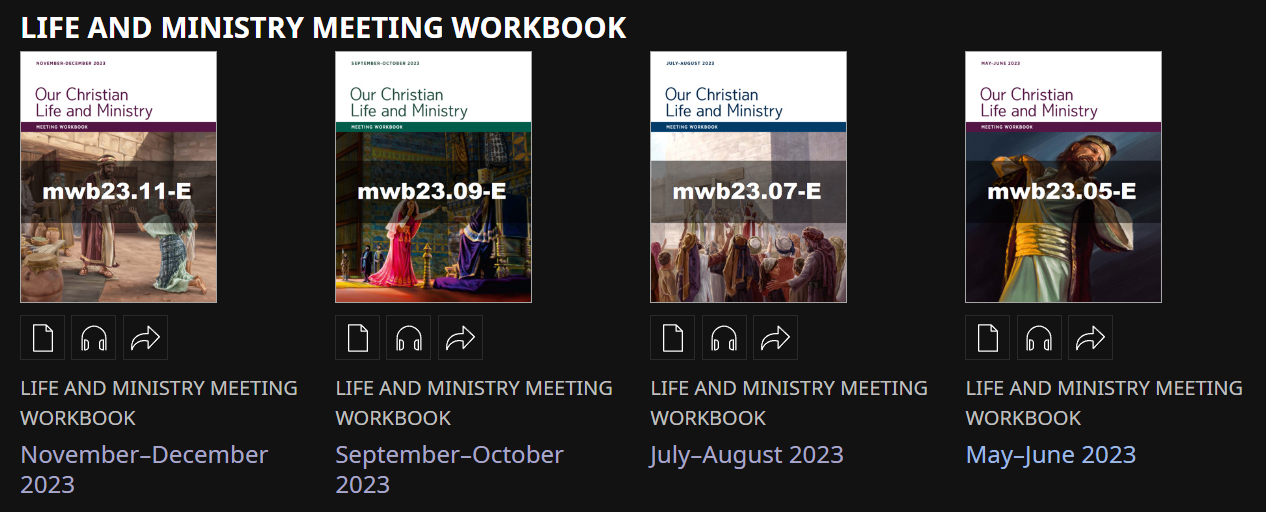 LIFE AND MINISTRY MEETING WORKBOOK
NOVEMBER-DECEMBER 2023
Our Christian
Life and Ministry
MEETING WORKBOOK
mwb23.11-E
LIFE AND MINISTRY MEETING
WORKBOOK
November–December
2023
SEPTEMBER-OCTOBER 2023
Our Christian
Life and Ministry
MEETING WORKBOOK
mwb23.09-E
LIFE AND MINISTRY MEETING
WORKBOOK
September–October
2023
JULY-AUGUST 2023
Our Christian
Life and Ministry
MEETING WORKBOOK
mwb23.07-E
LIFE AND MINISTRY MEETING
WORKBOOK
July–August 2023
MAY-JUNE 2023
Our Christian
Life and Ministry
MEETING WORKBOOK
mwb23.05-E
LIFE AND MINISTRY MEETING
WORKBOOK
May–June 2023